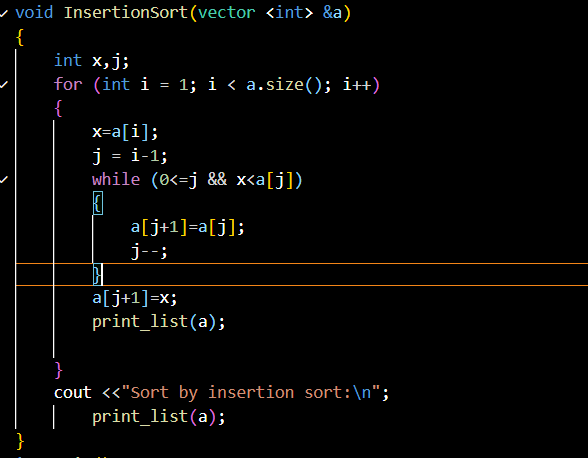 void InsertionSort(vector <int> &a)
{
    int x,j;
    for (int i = 1; i < a.size(); i++)
    {
        x=a[i];
        j = i-1;
        while (0<=j && x<a[j])
        {
            a[j+1]=a[j];
            j--;
        }
        a[j+1]=x;
        print_list(a);

    }
    cout <<"Sort by insertion sort:\n";
        print_list(a);
}